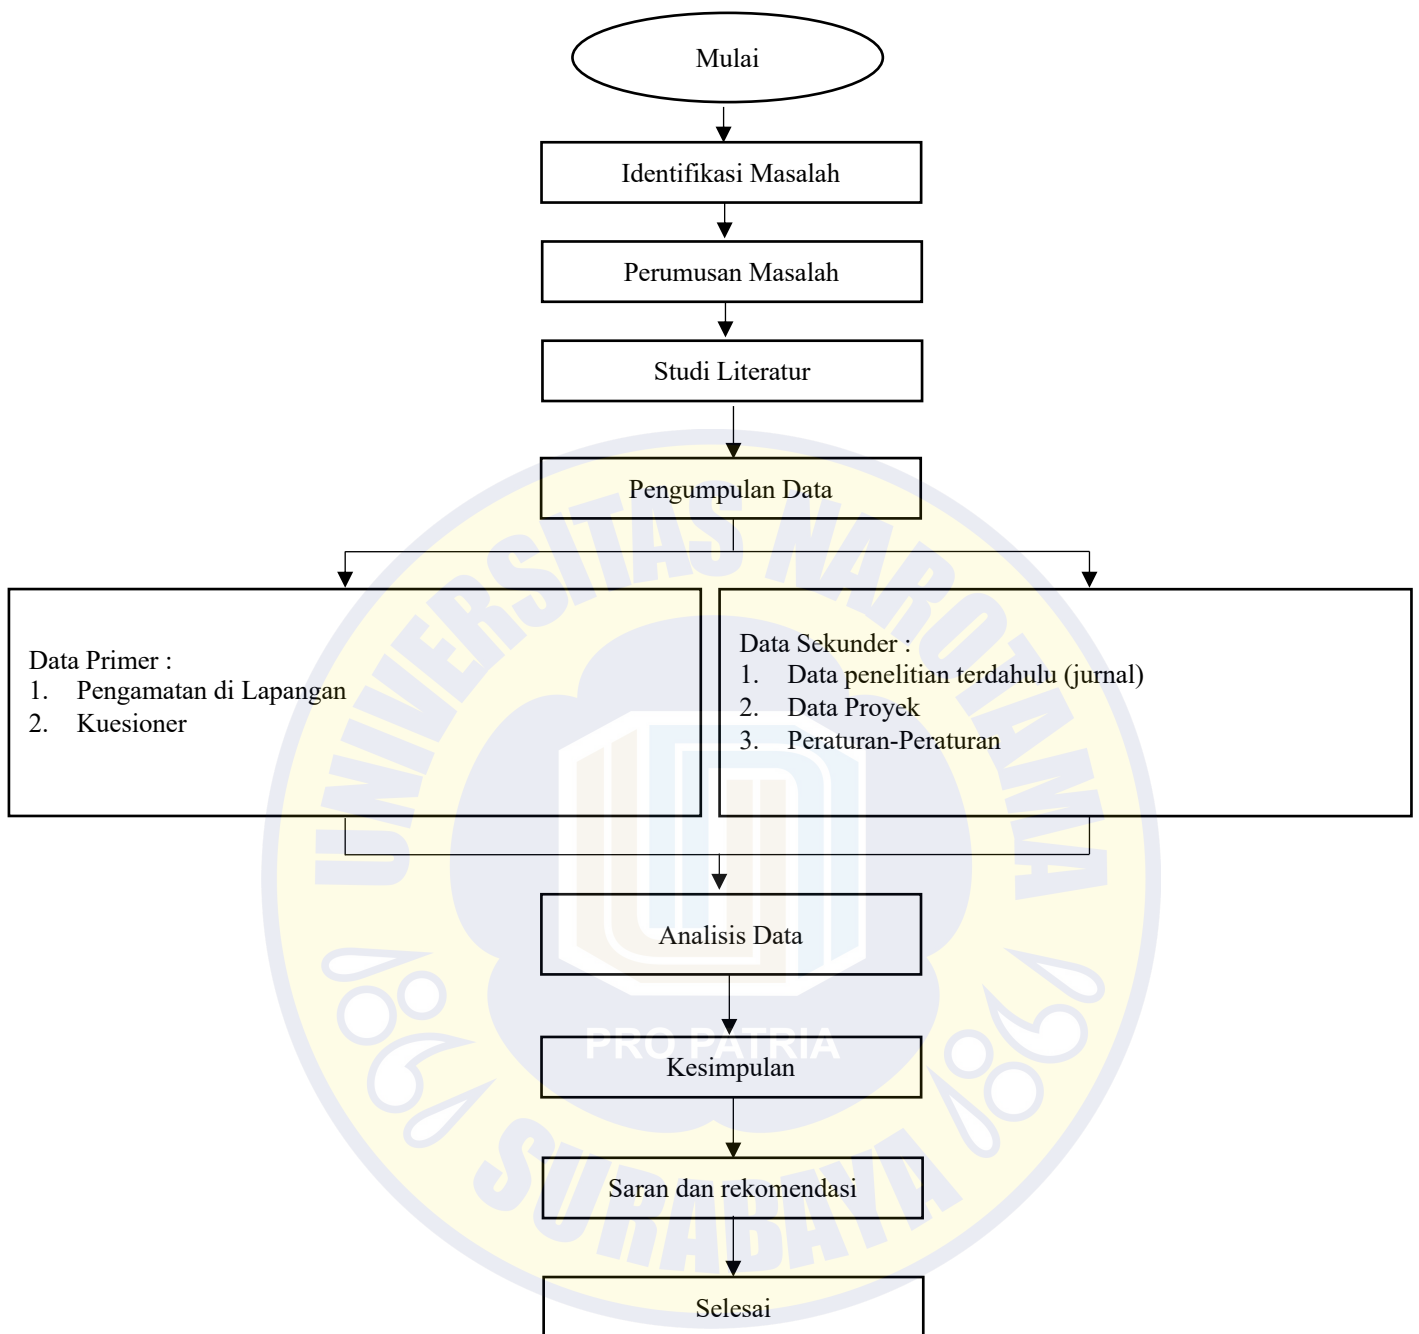 Mulai
Identifikasi Masalah
Perumusan Masalah
Studi Literatur
Pengumpulan Data
Data Primer :
1. Pengamatan di Lapangan
2. Kuesioner
Data Sekunder :
1. Data penelitian terdahulu (jurnal)
2. Data Proyek
3. Peraturan-Peraturan
Analisis Data
Kesimpulan
Saran dan rekomendasi
Selesai
UNIVERSITAS NAROTAMA
PRO PATRIA
SURABAYA